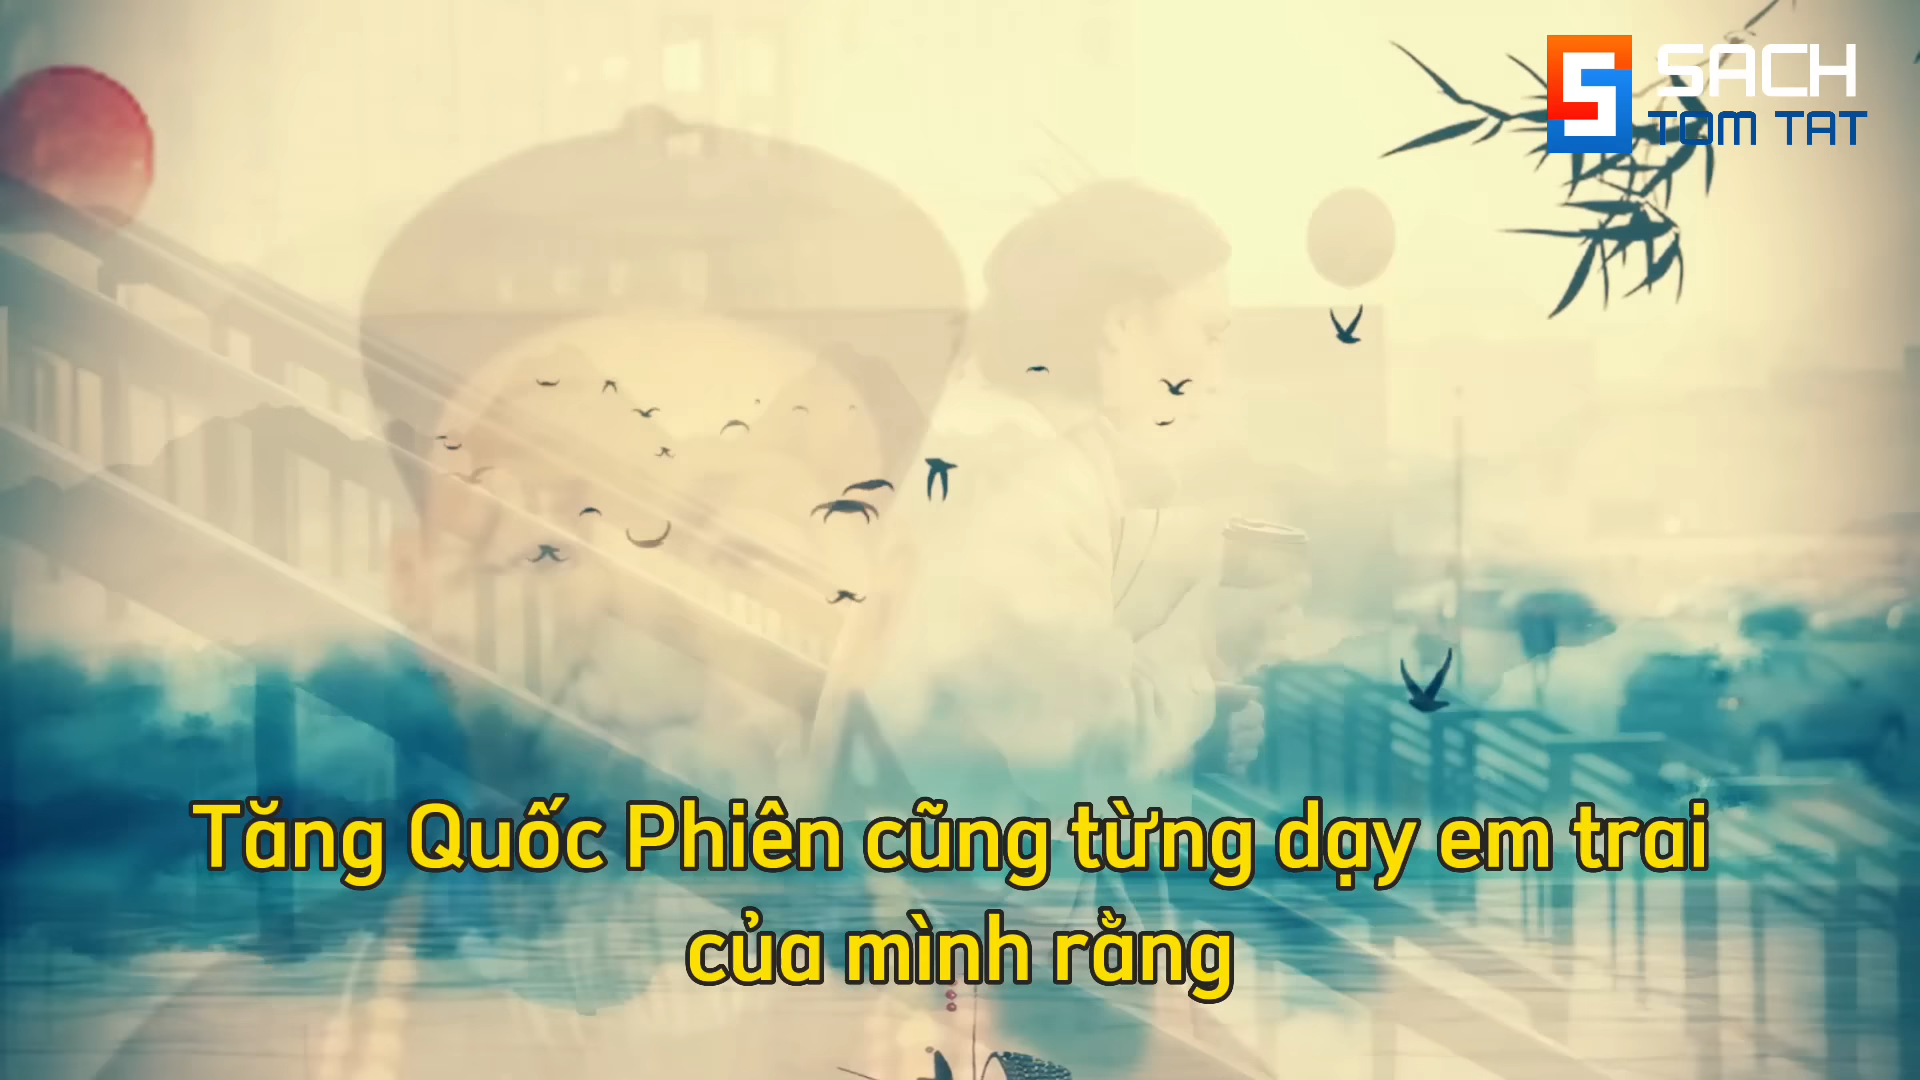 SACH
TOM TAT
Tăng Quốc Phiên cũng từng dạy em trai
của mình rằng